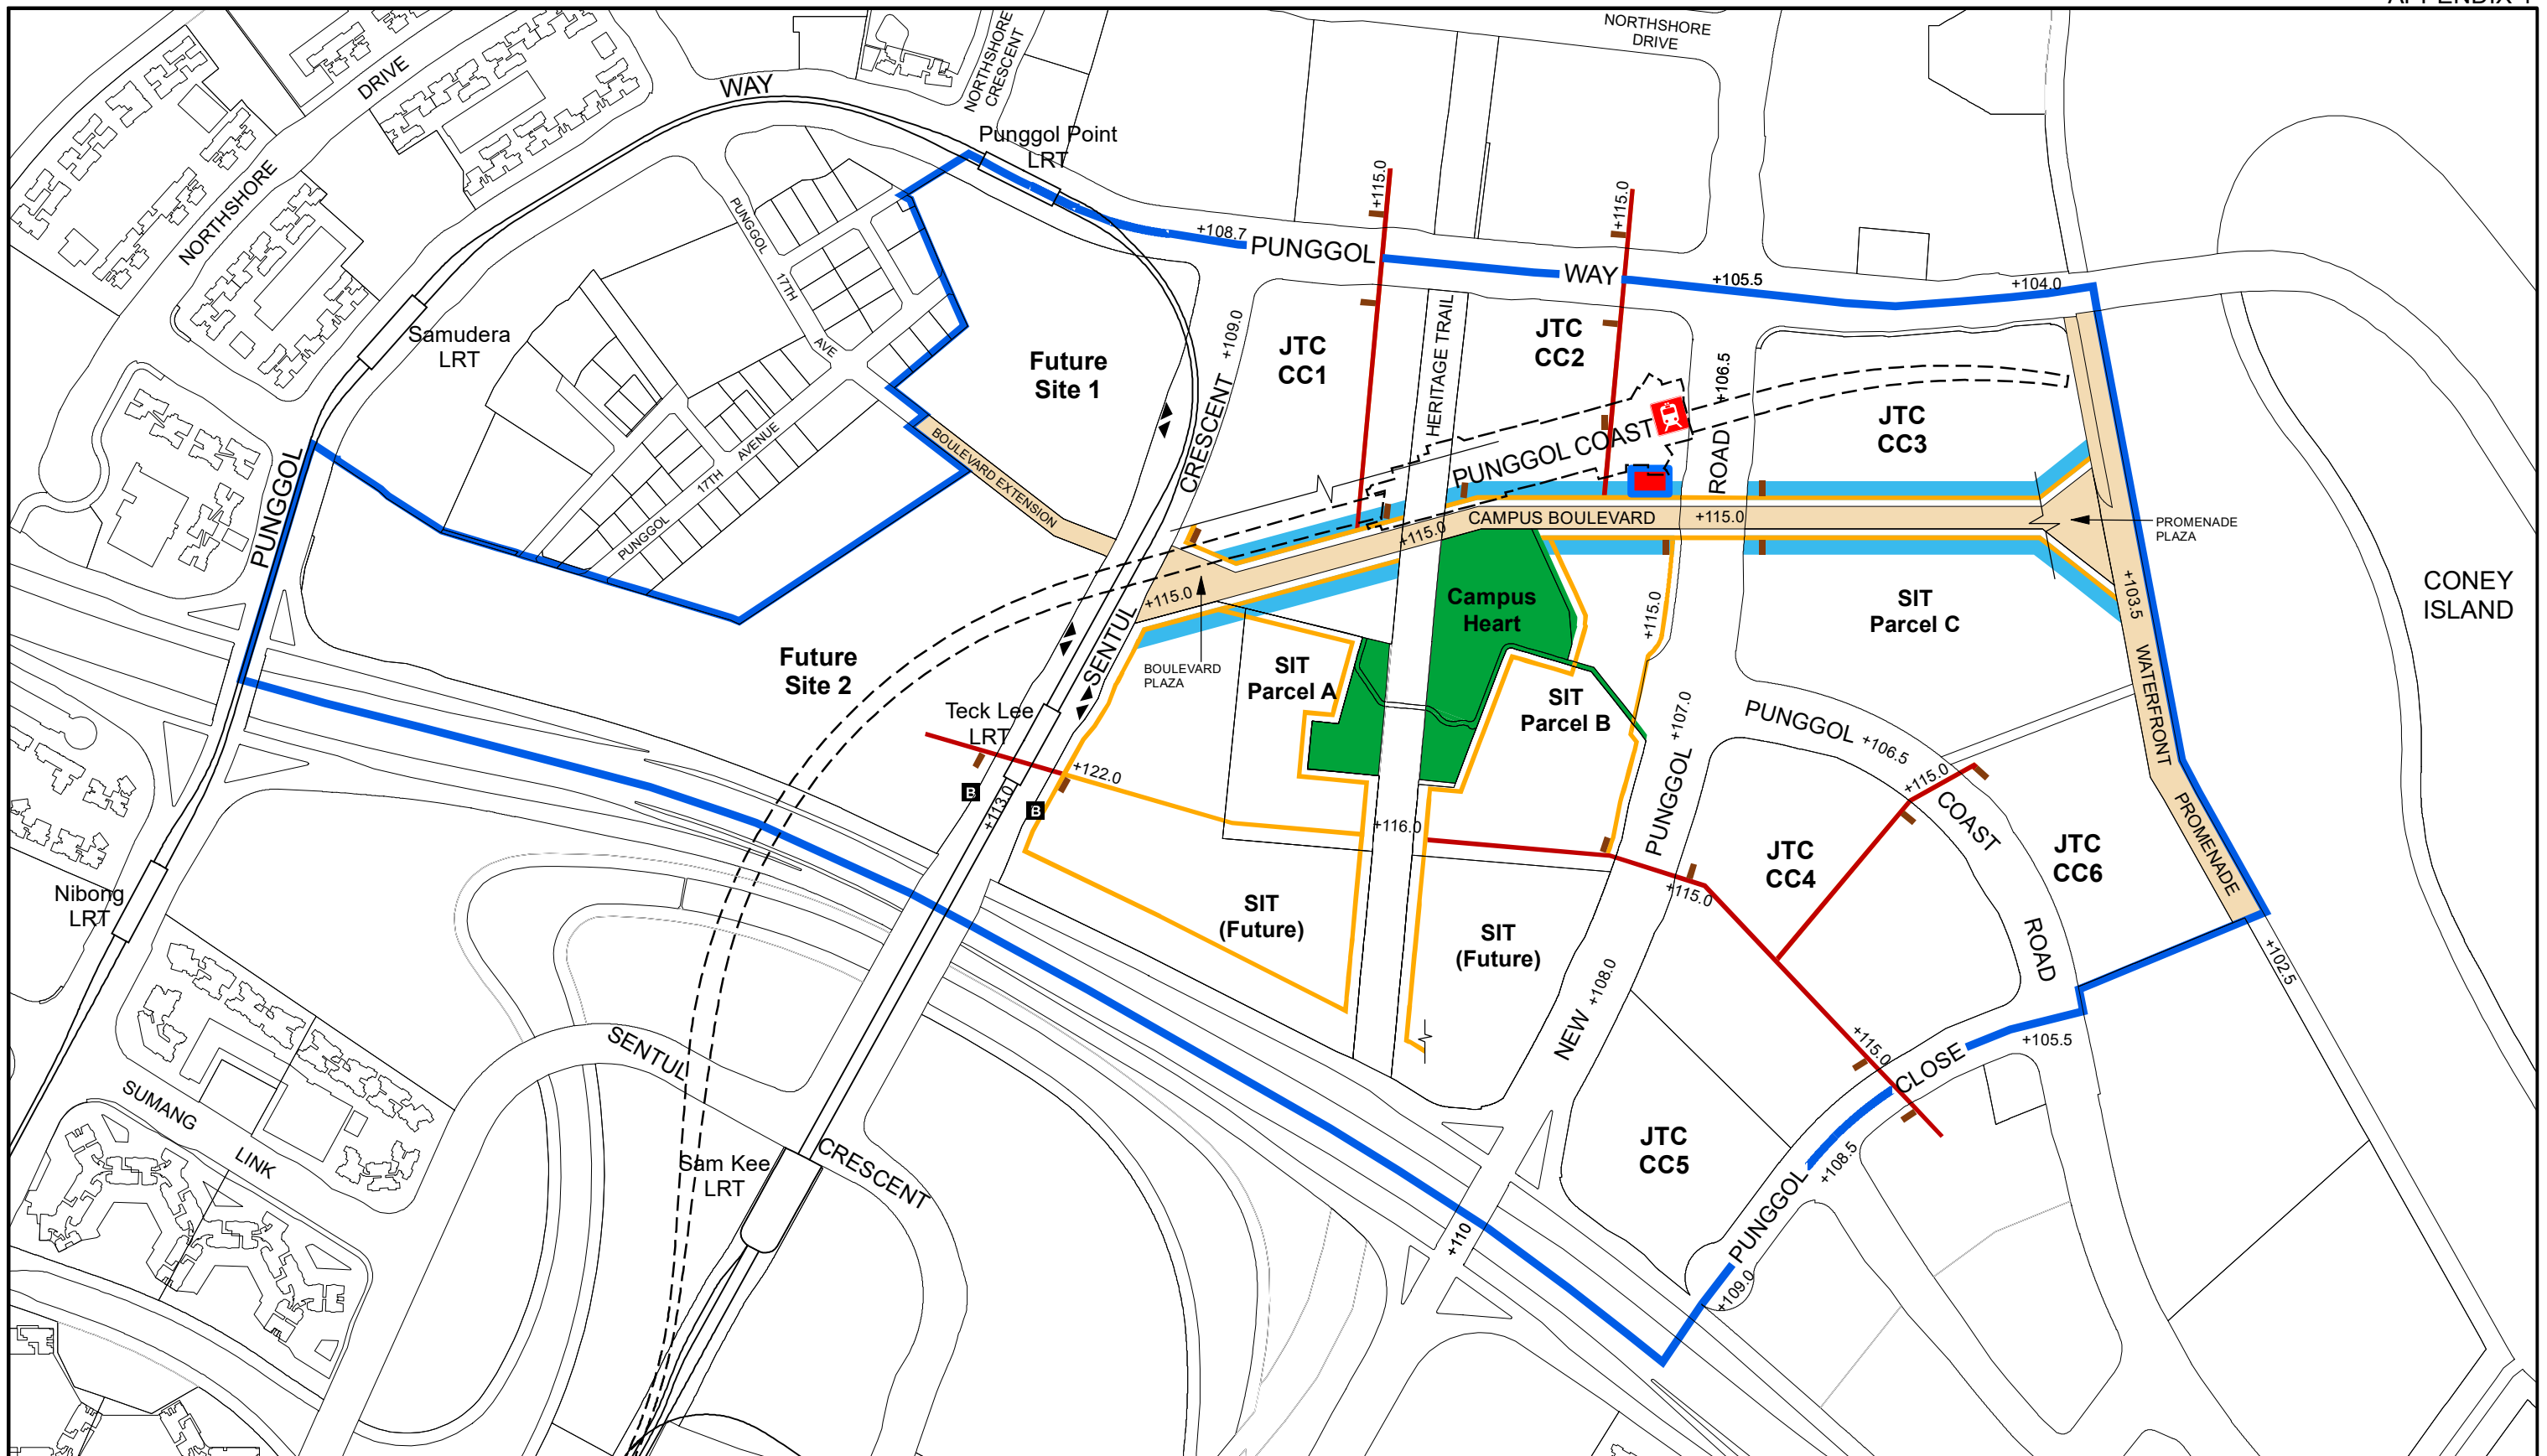 NORTHSHORE
DRIVE
NORTHSHORE
CRESCENT
DRIVE
WAY
Punggol Point
LRT
+115.0
+115.0
NORTHSHORE
PUNGGOL
17TH
AVE
+108.7
PUNGGOL
WAY
+105.5
+104.0
Samudera
LRT
Future
Site 1
+109.0
CRESCENT
JTC
CC1
HERITAGE TRAIL
JTC
CC2
+106.5
ROAD
JTC
CC3
PUNGGOL COAST
BOULEVARD EXTENSION
PUNGGOL
17TH
AVENUE
PUNGGOL
CAMPUS BOULEVARD
+115.0
+115.0
PROMENADE
PLAZA
CONEY
ISLAND
+115.0
Campus
Heart
+115.0
SIT
Parcel C
+103.5
WATERFRONT
PROMENADE
SENTUL
BOULEVARD
PLAZA
SIT
Parcel A
SIT
Parcel B
Future
Site 2
Teck Lee
LRT
+122.0
+113.0
B
B
+107.0
PUNGGOL
PUNGGOL
+106.5
COAST
ROAD
+115.0
+116.0
JTC
CC4
JTC
CC6
+115.0
Nibong
LRT
SIT
(Future)
SIT
(Future)
NEW
+108.0
+102.5
+115.0
CLOSE
+105.5
SENTUL
SUMANG
LINK
Sam Kee
LRT
CRESCENT
JTC
CC5
+108.5
PUNGGOL
+110
+109.0